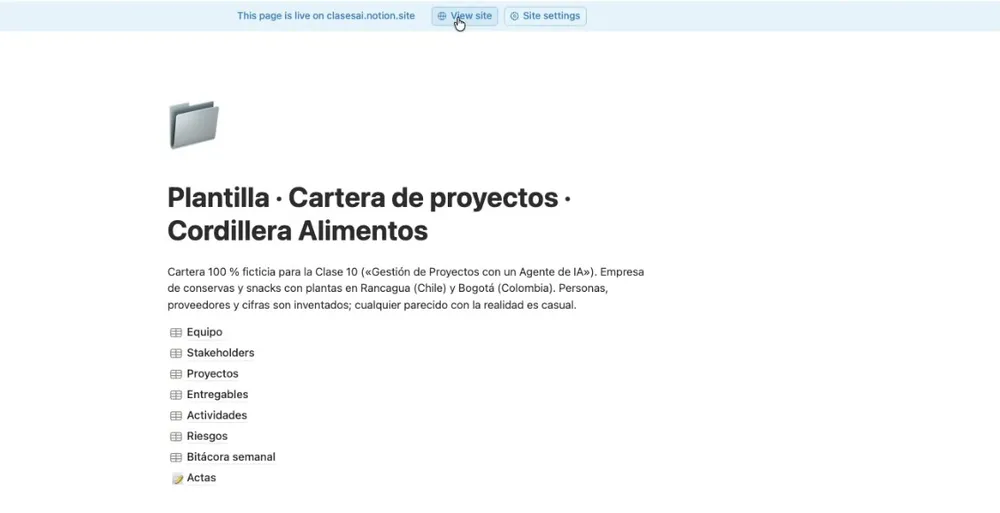 This page is live on clasesai.notion.site View site Site settings
Plantilla · Cartera de proyectos ·
Cordillera Alimentos
Cartera 100 % ficticia para la Clase 10 («Gestión de Proyectos con un Agente de IA»). Empresa
de conservas y snacks con plantas en Rancagua (Chile) y Bogotá (Colombia). Personas,
proveedores y cifras son inventados; cualquier parecido con la realidad es casual.
Equipo
Stakeholders
Proyectos
Entregables
Actividades
Riesgos
Bitácora semanal
Actas